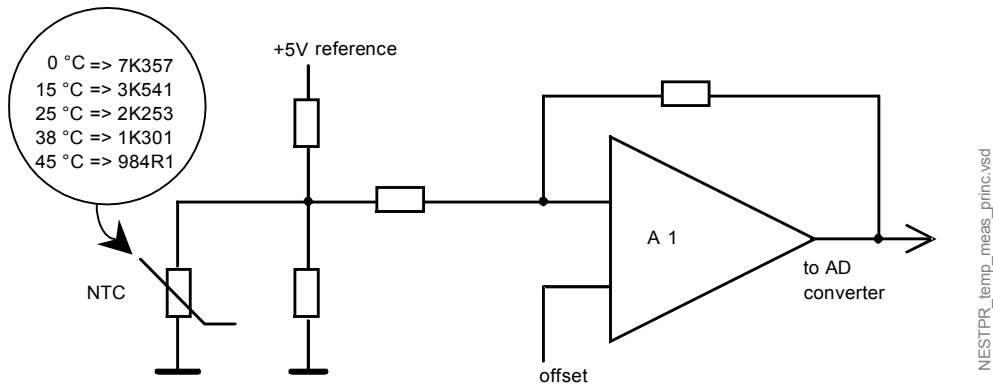 0 °C => 7K357
15 °C => 3K541
25 °C => 2K253
38 °C => 1K301
45 °C => 984R1
+5V reference
NTC
A 1
to AD
converter
offset
NESTPR_temp_meas_princ.vsd